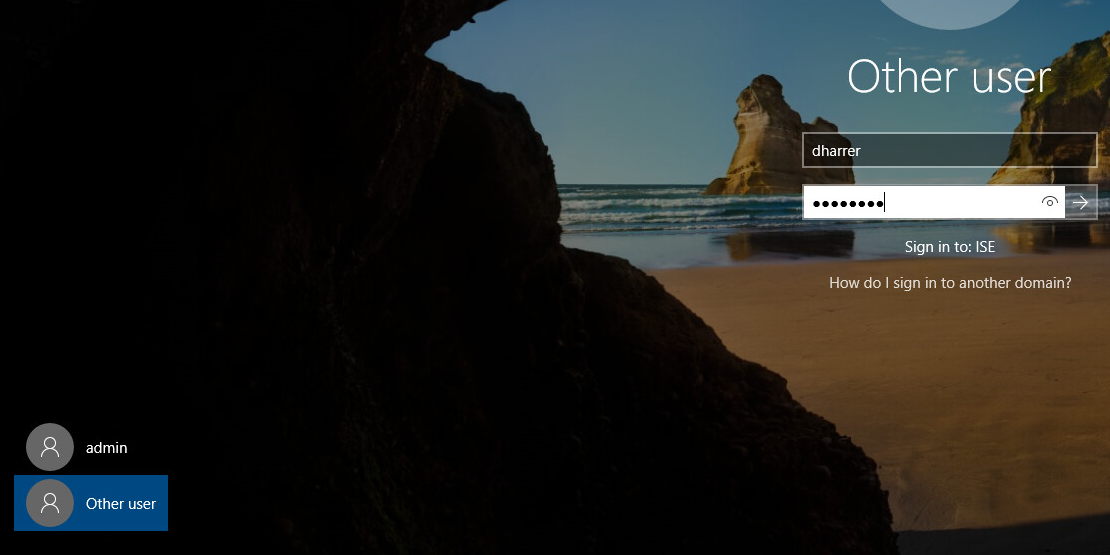 Other user
dharrer
••••••••
Sign in to: ISE
How do I sign in to another domain?
admin
Other user